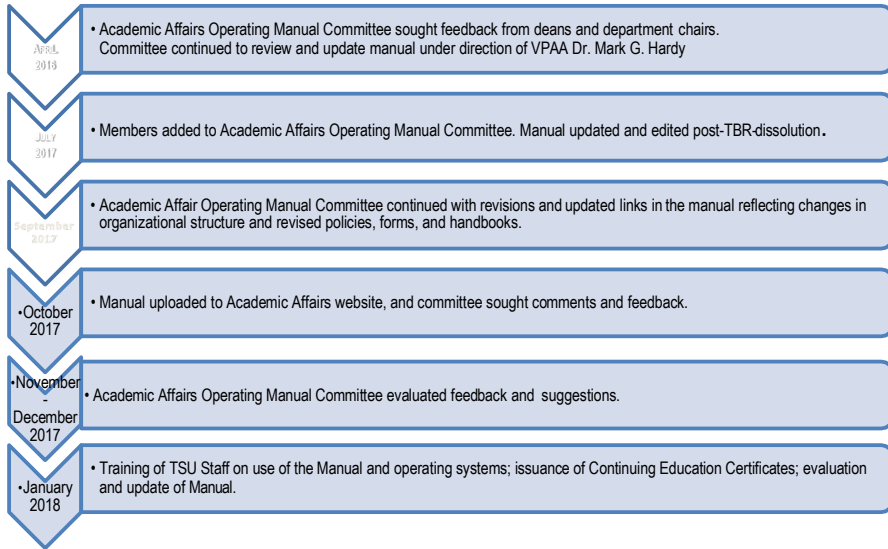 April
2016
• Academic Affairs Operating Manual Committee sought feedback from deans and department chairs.
Committee continued to review and update manual under direction of VPAA Dr. Mark G. Hardy
July
2017
• Members added to Academic Affairs Operating Manual Committee. Manual updated and edited post-TBR-dissolution.
September
2017
• Academic Affair Operating Manual Committee continued with revisions and updated links in the manual reflecting changes in
organizational structure and revised policies, forms, and handbooks.
•October
2017
• Manual uploaded to Academic Affairs website, and committee sought comments and feedback.
•November
-
December
2017
• Academic Affairs Operating Manual Committee evaluated feedback and suggestions.
•January
2018
• Training of TSU Staff on use of the Manual and operating systems; issuance of Continuing Education Certificates; evaluation
and update of Manual.